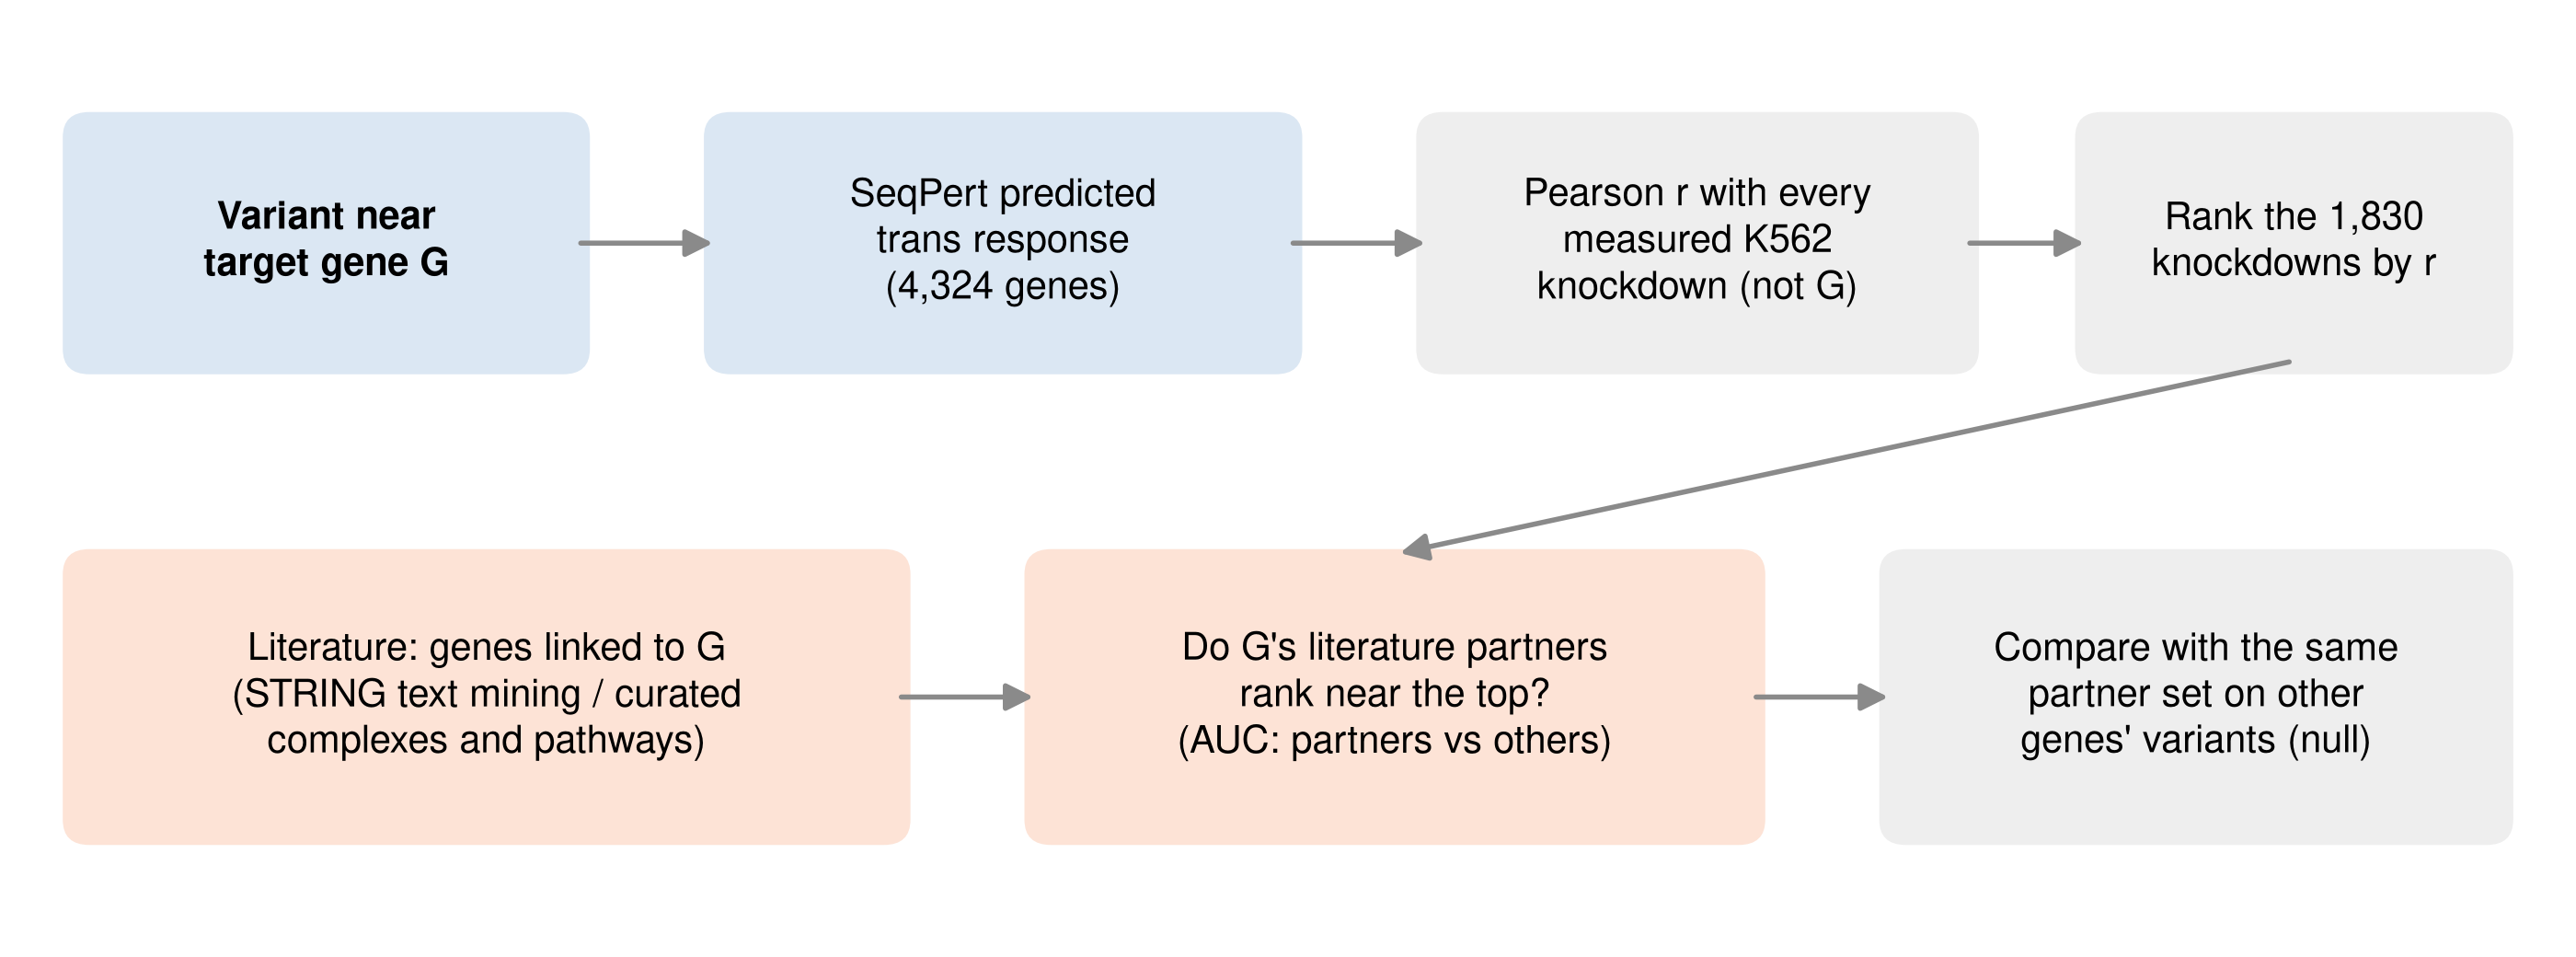 Variant near
target gene G
SeqPert predicted
trans response
(4,324 genes)
Pearson r with every
measured K562
knockdown (not G)
Rank the 1,830
knockdowns by r
Literature: genes linked to G
(STRING text mining / curated
complexes and pathways)
Do G's literature partners
rank near the top?
(AUC: partners vs others)
Compare with the same
partner set on other
genes' variants (null)